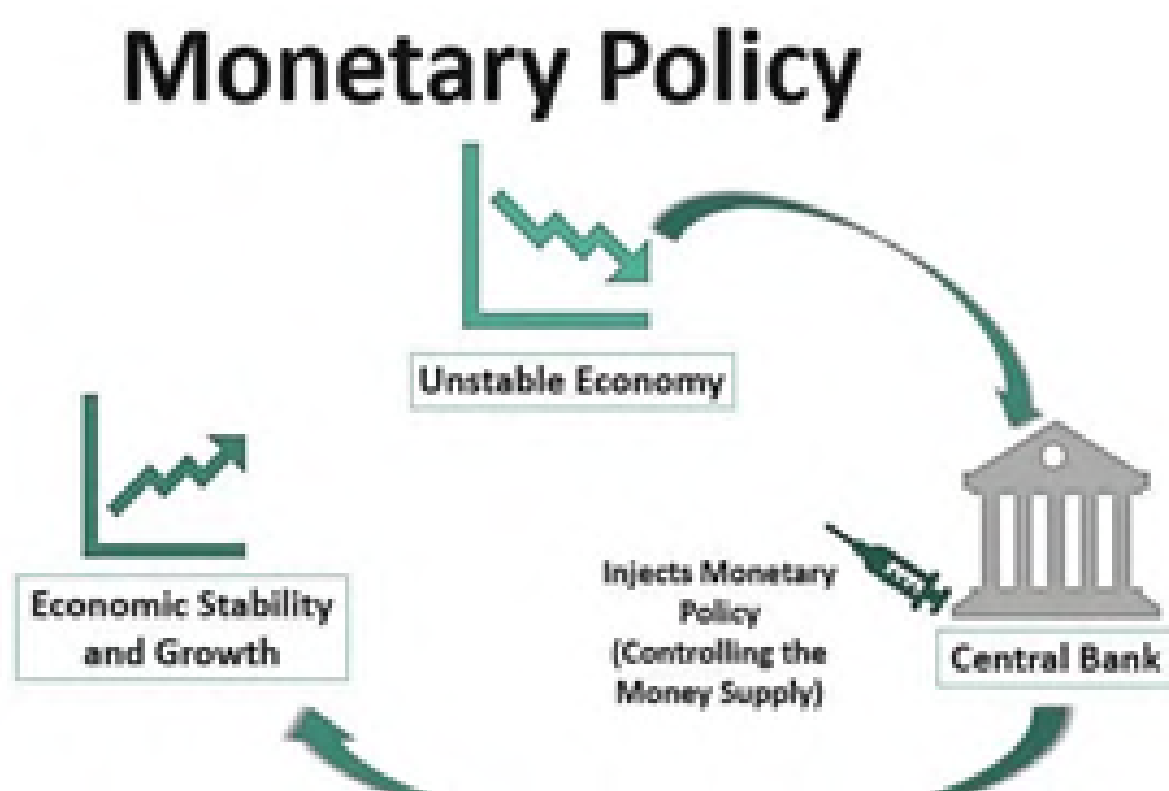 Monetary Policy
Unstable Economy
Economic Stability
and Growth
Injects Monetary
Policy
(Controlling the
Money Supply)
Central Bank